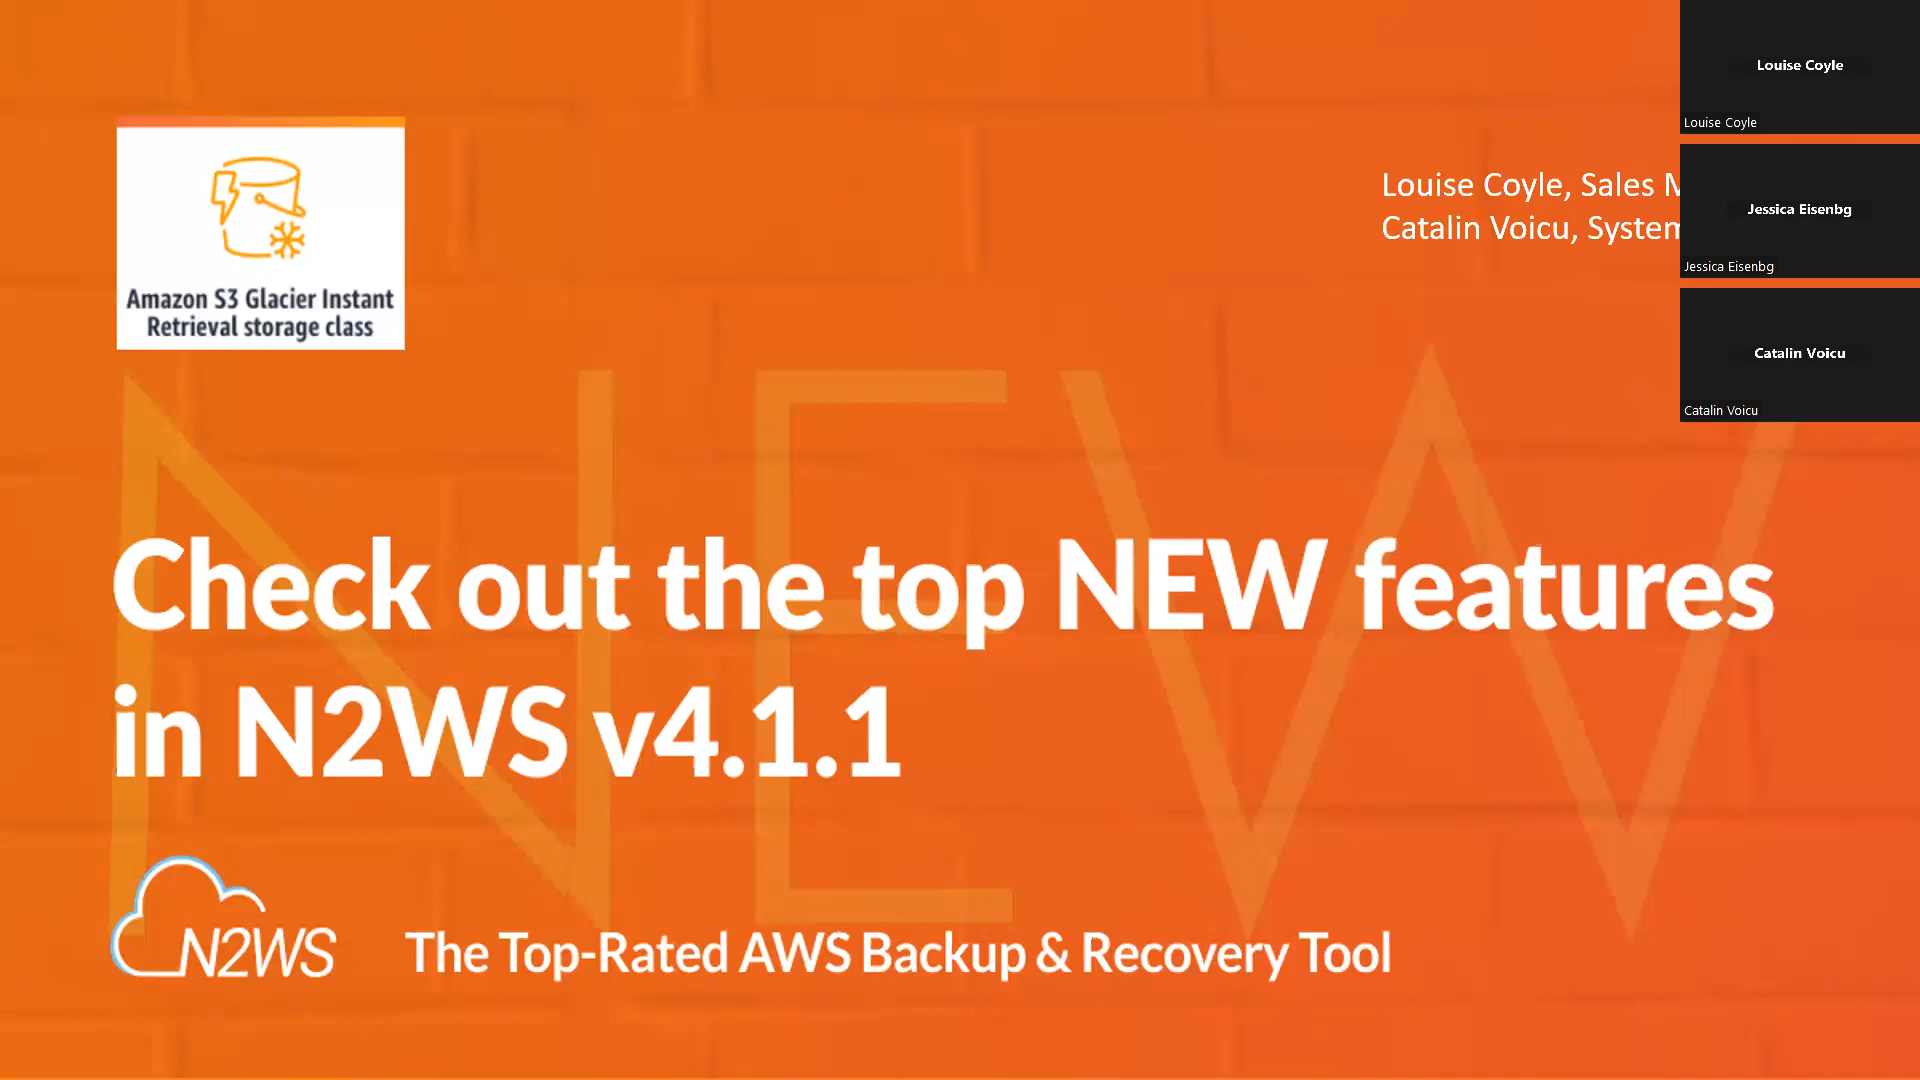 Louise Coyle
Louise Coyle
Louise Coyle, Sales
Catalin Voicu,
Jessica Eisenbg
Jessica Eisenbg
Amazon S3 Glacier Instant
Retrieval storage class
Catalin Voicu
Catalin Voicu
NEW
Check out the top NEW features
in N2WS v4.1.1
N2WS
The Top-Rated AWS Backup & Recovery Tool